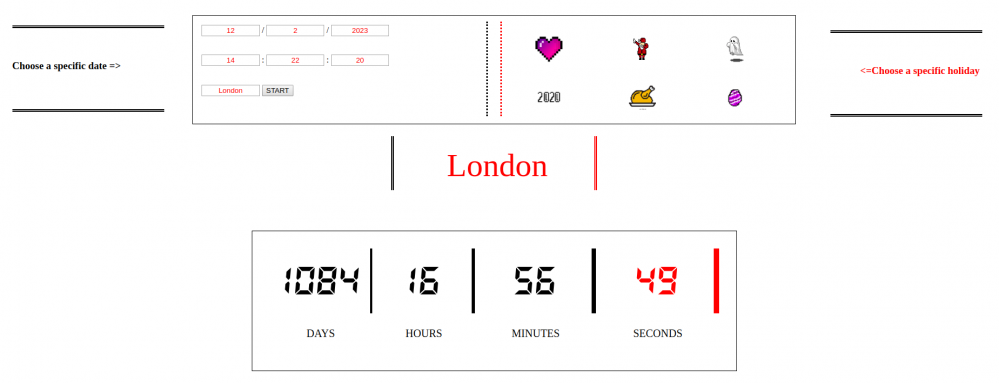 Choose a specific date =>
12 / 2 / 2023
14 : 22 : 20
London START
2020
<=Choose a specific holiday
London
1084 16 56 49
DAYS HOURS MINUTES SECONDS